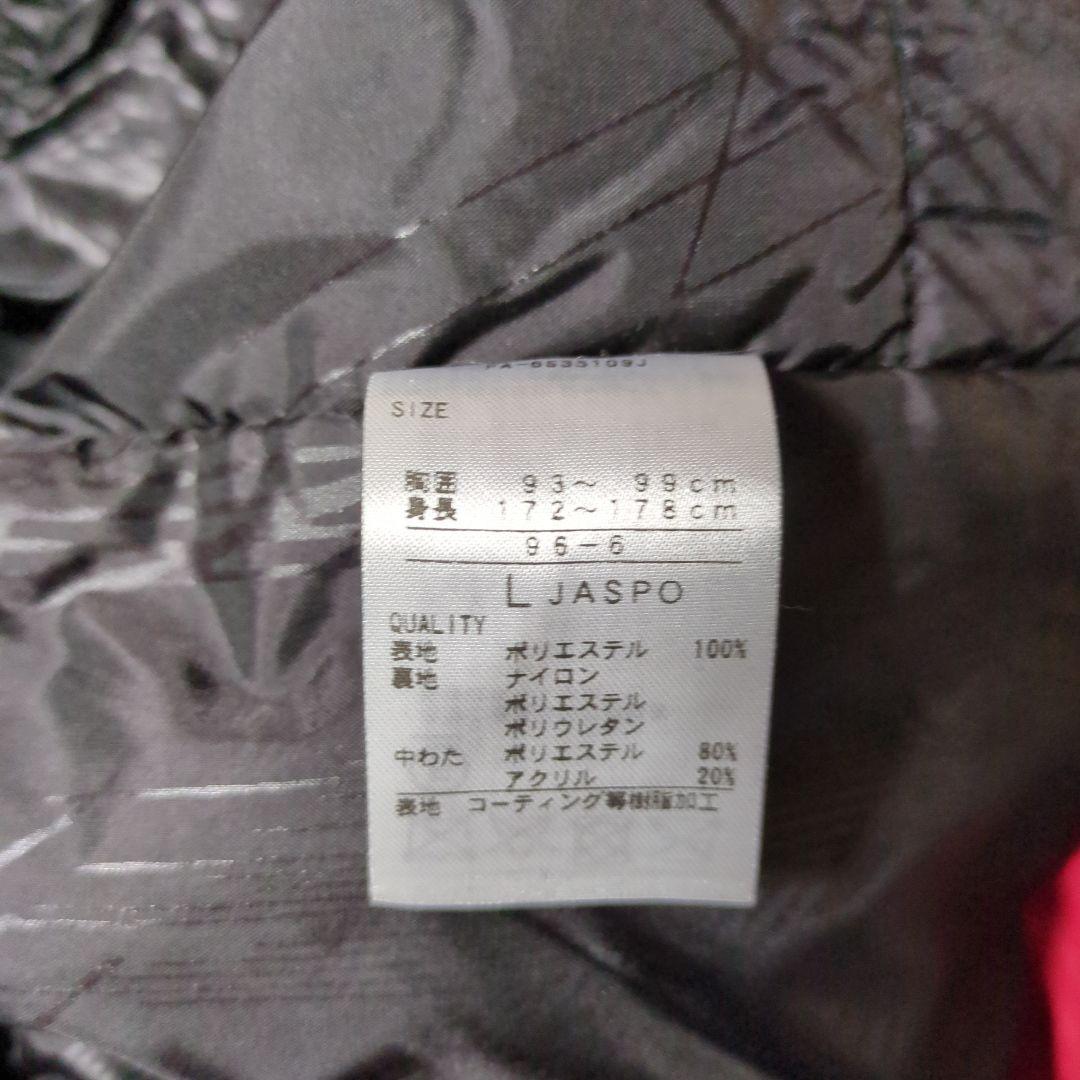 SIZE
胸囲 93～ 99cm
身長 172～178cm
96-6
L JASPO
QUALITY
表地 ポリエステル 100%
裏地 ナイロン
ポリエステル
ポリウレタン
中わた ポリエステル 80%
アクリル 20%
表地 コーティング等樹脂加工